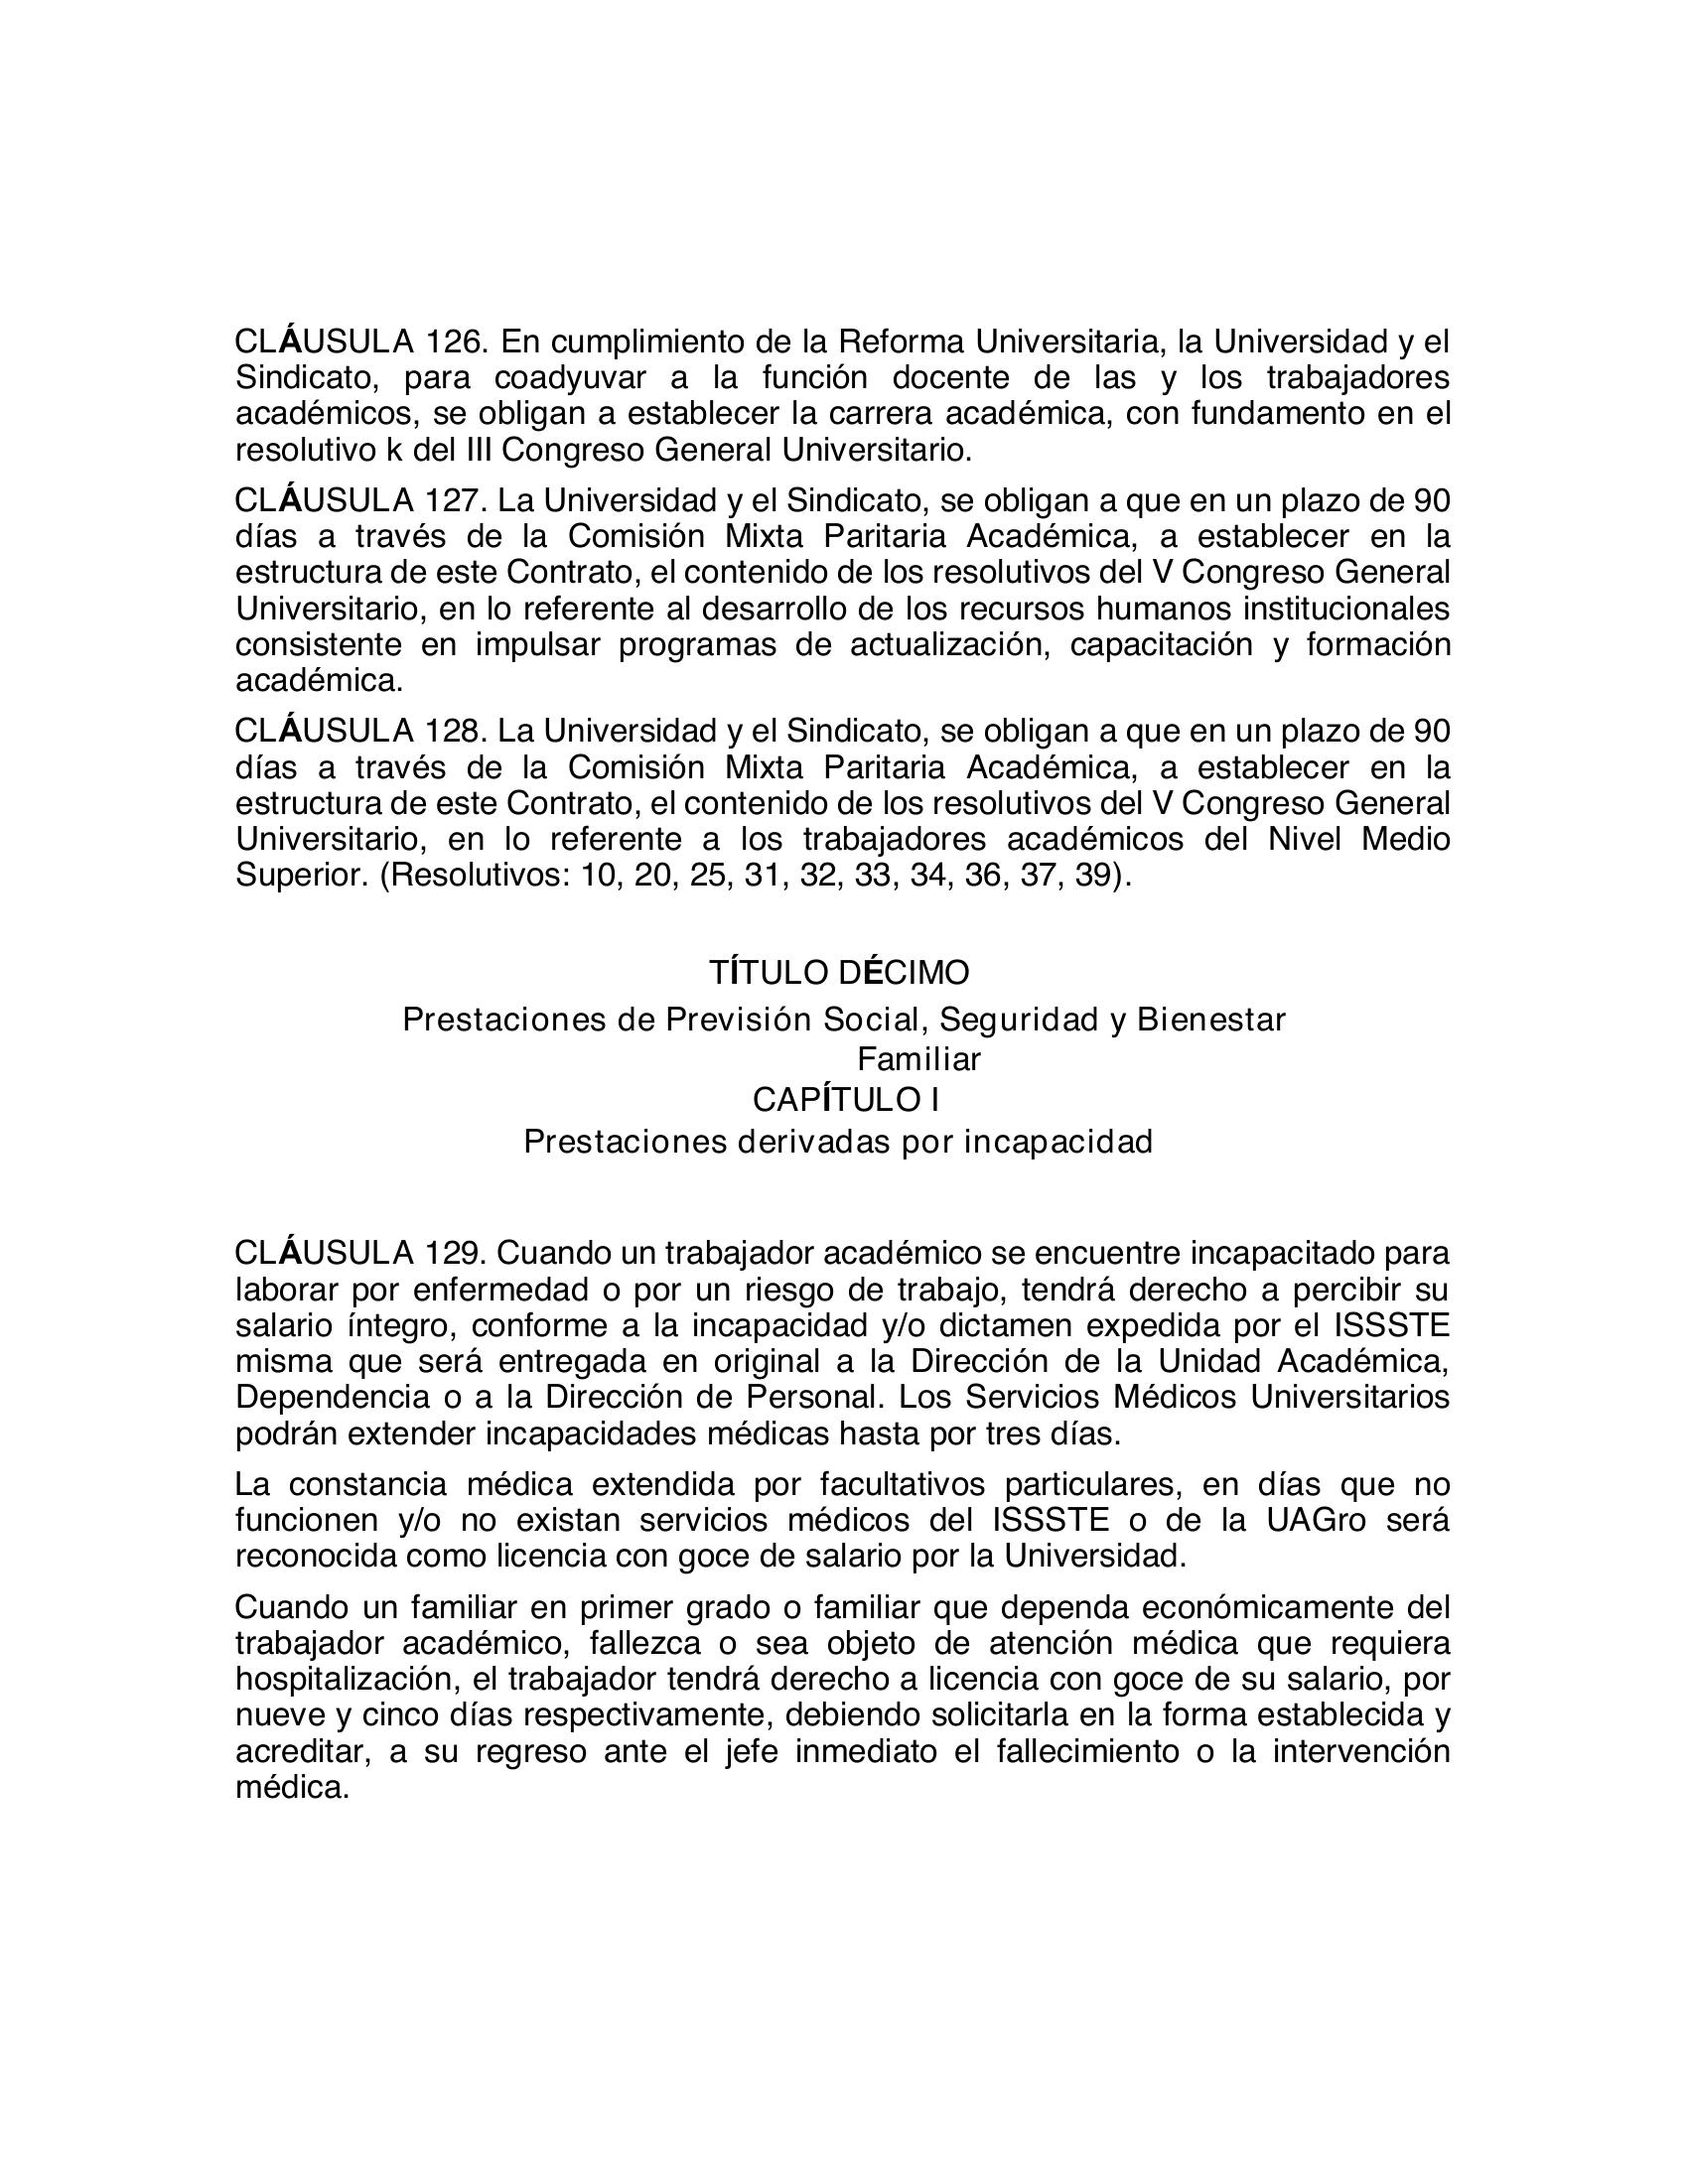 CLÁUSULA 126. En cumplimiento de la Reforma Universitaria, la Universidad y el
Sindicato, para coadyuvar a la función docente de las y los trabajadores
académicos, se obligan a establecer la carrera académica, con fundamento en el
resolutivo k del III Congreso General Universitario.
CLÁUSULA 127. La Universidad y el Sindicato, se obligan a que en un plazo de 90
días a través de la Comisión Mixta Paritaria Académica, a establecer en la
estructura de este Contrato, el contenido de los resolutivos del V Congreso General
Universitario, en lo referente al desarrollo de los recursos humanos institucionales
consistente en impulsar programas de actualización, capacitación y formación
académica.
CLÁUSULA 128. La Universidad y el Sindicato, se obligan a que en un plazo de 90
días a través de la Comisión Mixta Paritaria Académica, a establecer en la
estructura de este Contrato, el contenido de los resolutivos del V Congreso General
Universitario, en lo referente a los trabajadores académicos del Nivel Medio
Superior. (Resolutivos: 10, 20, 25, 31, 32, 33, 34, 36, 37, 39).
TÍTULO DÉCIMO
Prestaciones de Previsión Social, Seguridad y Bienestar
Familiar
CAPÍTULO I
Prestaciones derivadas por incapacidad
CLÁUSULA 129. Cuando un trabajador académico se encuentre incapacitado para
laborar por enfermedad o por un riesgo de trabajo, tendrá derecho a percibir su
salario íntegro, conforme a la incapacidad y/o dictamen expedida por el ISSSTE
misma que será entregada en original a la Dirección de la Unidad Académica,
Dependencia o a la Dirección de Personal. Los Servicios Médicos Universitarios
podrán extender incapacidades médicas hasta por tres días.
La constancia médica extendida por facultativos particulares, en días que no
funcionen y/o no existan servicios médicos del ISSSTE o de la UAGro será
reconocida como licencia con goce de salario por la Universidad.
Cuando un familiar en primer grado o familiar que dependa económicamente del
trabajador académico, fallezca o sea objeto de atención médica que requiera
hospitalización, el trabajador tendrá derecho a licencia con goce de su salario, por
nueve y cinco días respectivamente, debiendo solicitarla en la forma establecida y
acreditar, a su regreso ante el jefe inmediato el fallecimiento o la intervención
médica.